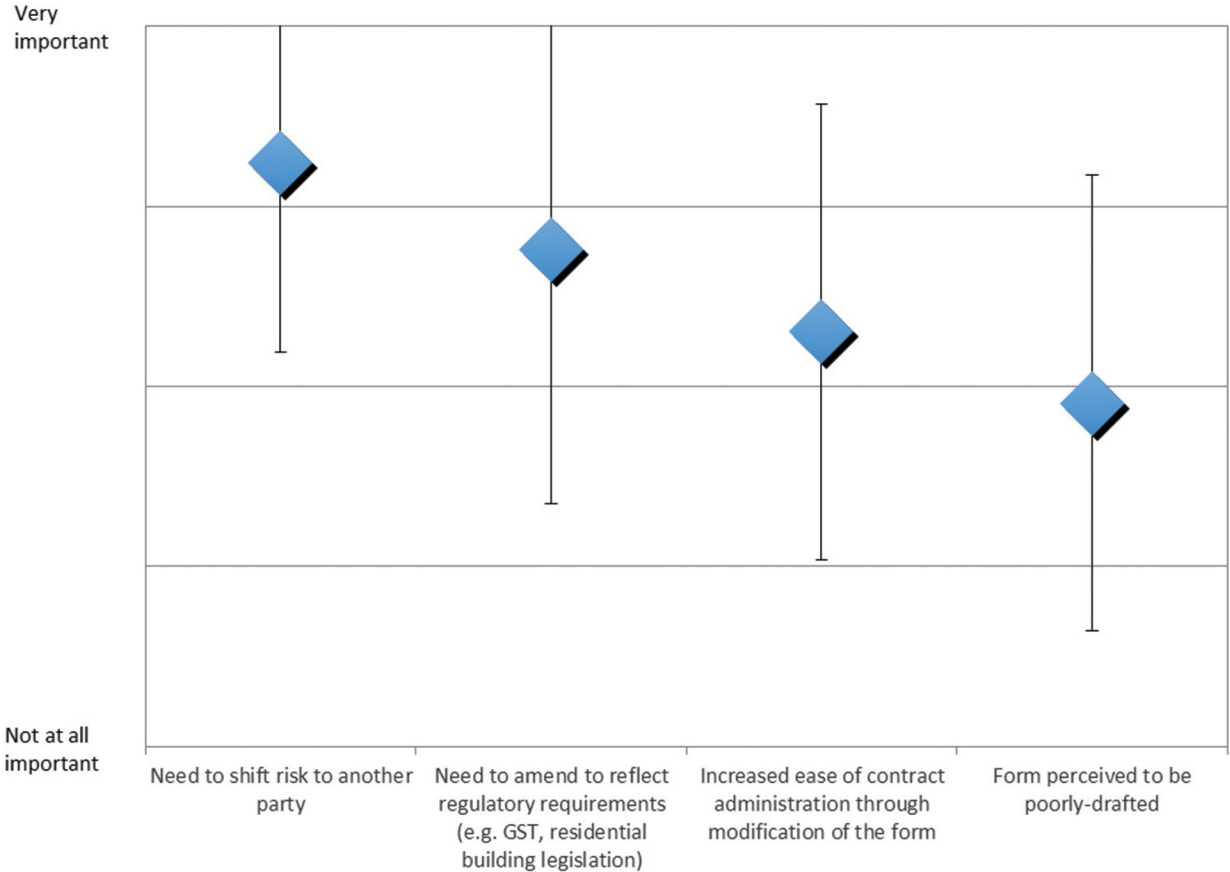 Very
important
Not at all
important
Need to shift risk to another
party
Need to amend to reflect
regulatory requirements
(e.g. GST, residential
building legislation)
Increased ease of contract
administration through
modification of the form
Form perceived to be
poorly-drafted